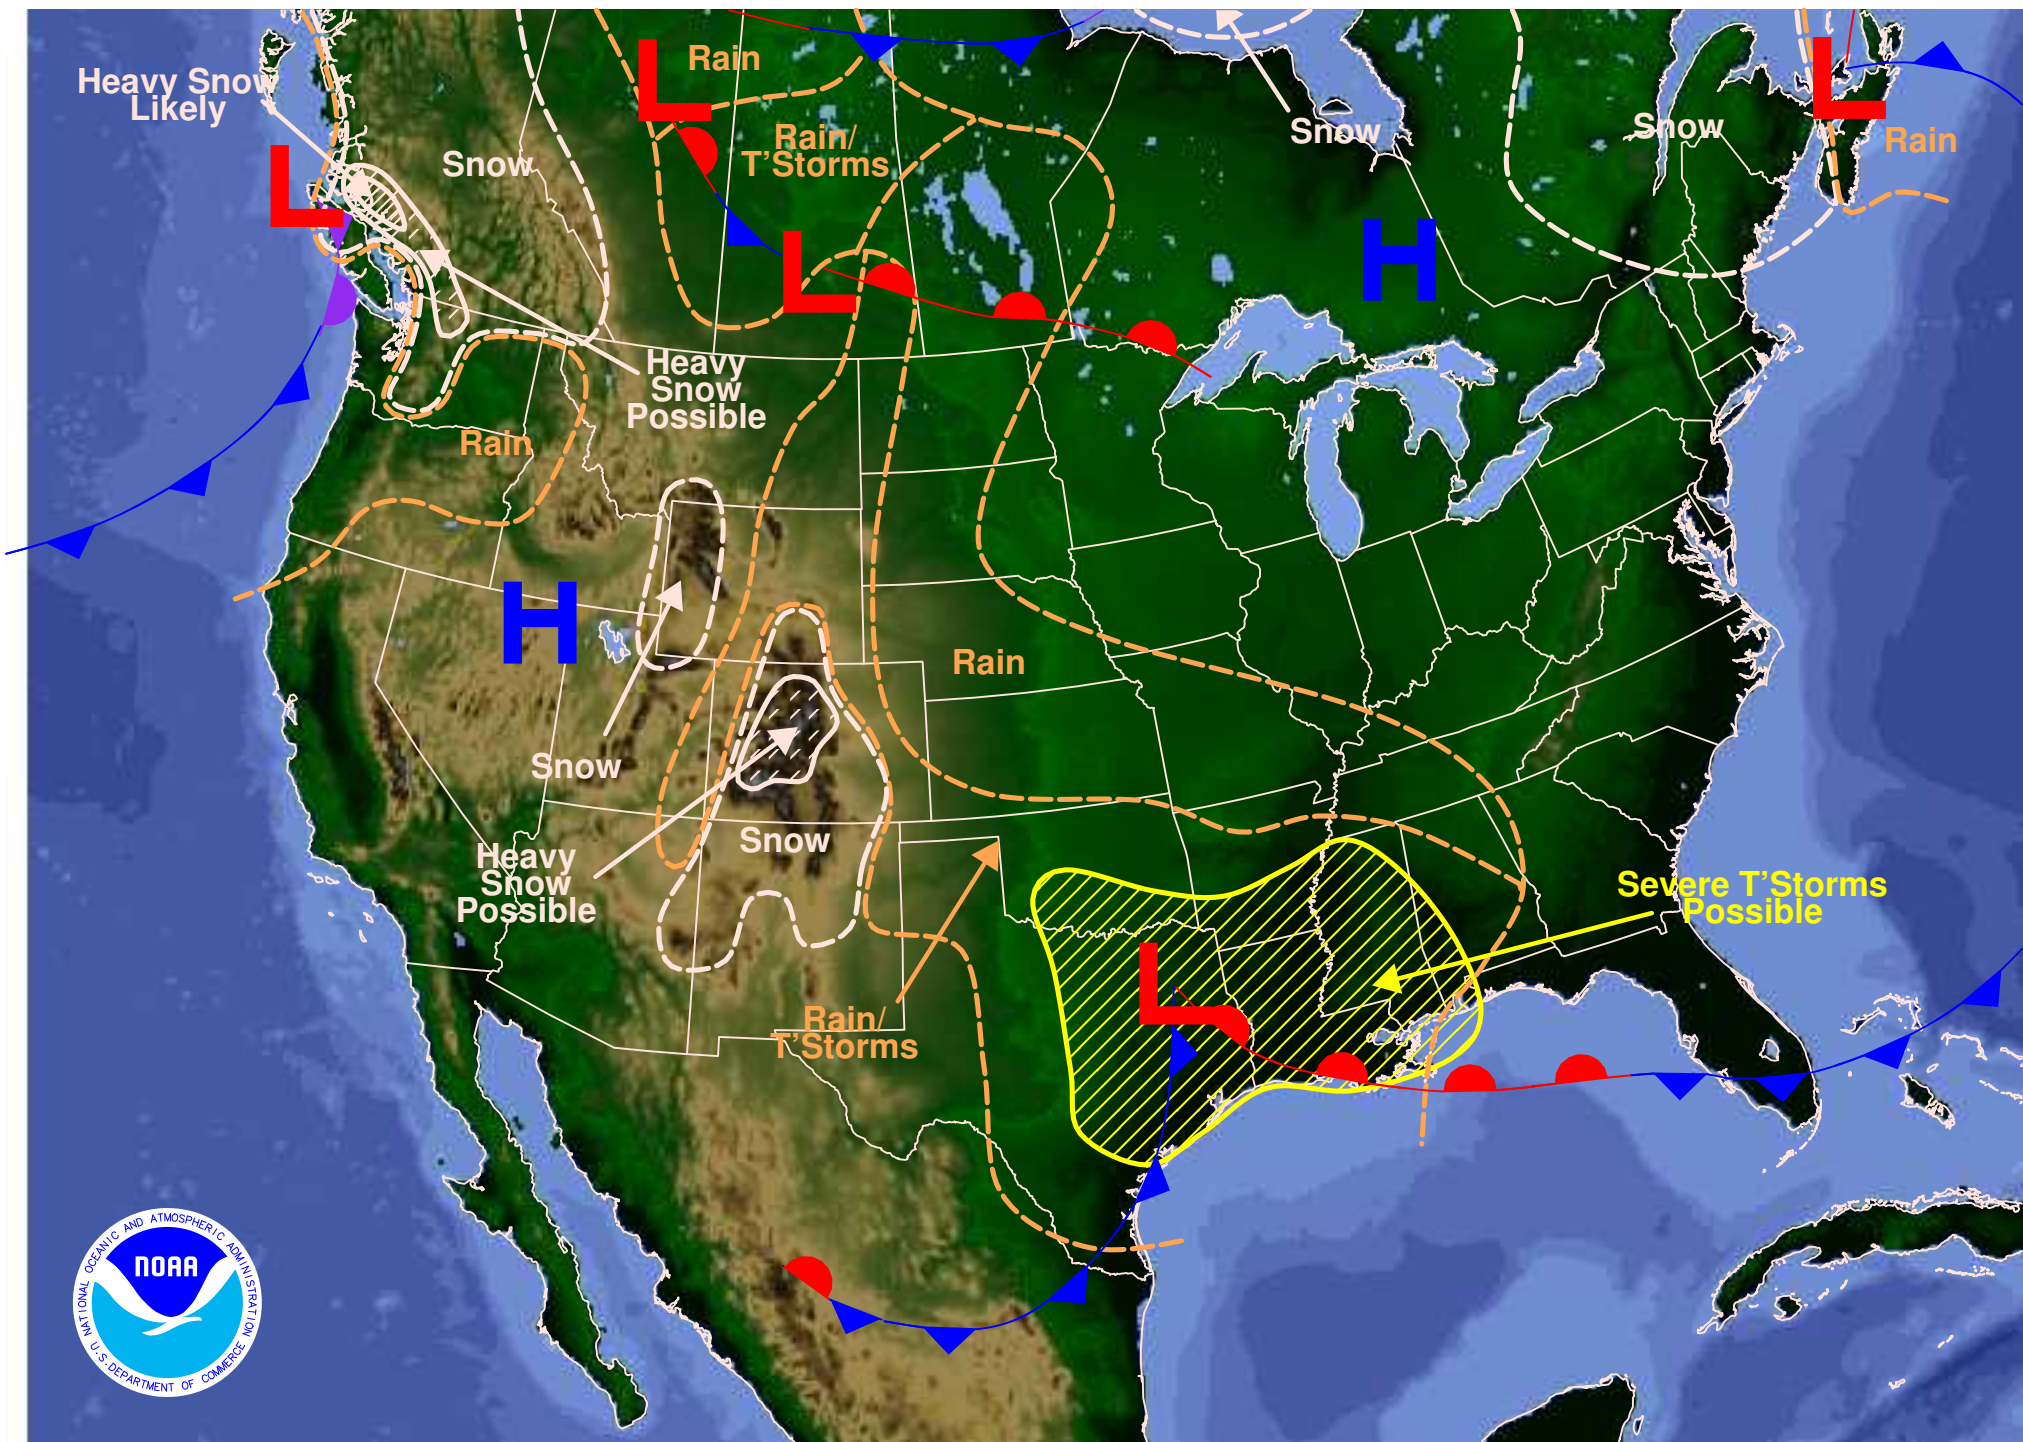 Rain
Heavy Snow
Likely
L
L
Rain/
T'Storms
Snow
Snow
Snow
Rain
L
L
H
L
Heavy
Snow
Possible
Rain
H
Rain
Snow
Snow
Heavy
Snow
Possible
Severe T'Storms
Possible
L
Rain/
T'Storms
NATIONAL OCEANIC AND ATMOSPHERIC ADMINISTRATION
NOAA
U.S. DEPARTMENT OF COMMERCE